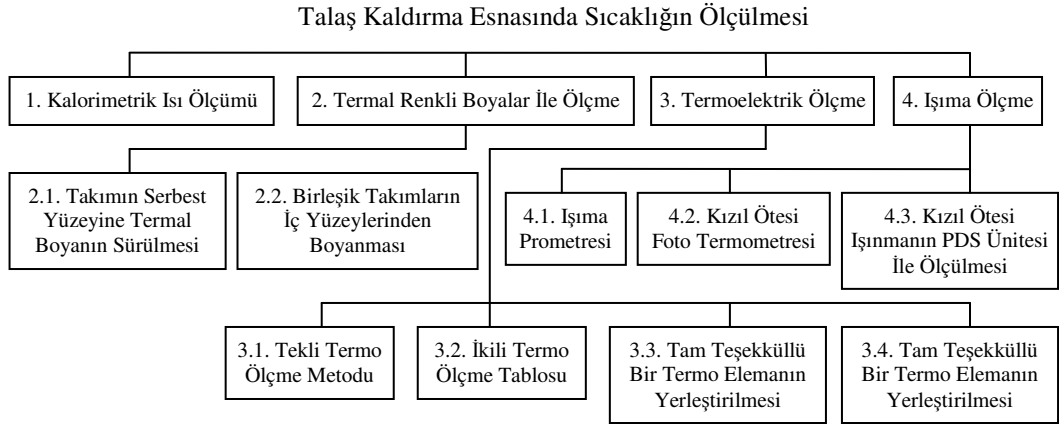 Talaş Kaldırma Esnasında Sıcaklığın Ölçülmesi
1. Kalorimetrik Isı Ölçümü
2. Termal Renkli Boyalar İle Ölçme
3. Termoelektrik Ölçme
4. Işıma Ölçme
2.1. Takımın Serbest
Yüzeyine Termal
Boyanın Sürülmesi
2.2. Birleşik Takımların
İç Yüzeylerinden
Boyanması
4.1. Işıma
Prometresi
4.2. Kızıl Ötesi
Foto Termometresi
4.3. Kızıl Ötesi
Işınmanın PDS Ünitesi
İle Ölçülmesi
3.1. Tekli Termo
Ölçme Metodu
3.2. İkili Termo
Ölçme Tablosu
3.3. Tam Teşekküllü
Bir Termo Elemanın
Yerleştirilmesi
3.4. Tam Teşekküllü
Bir Termo Elemanın
Yerleştirilmesi